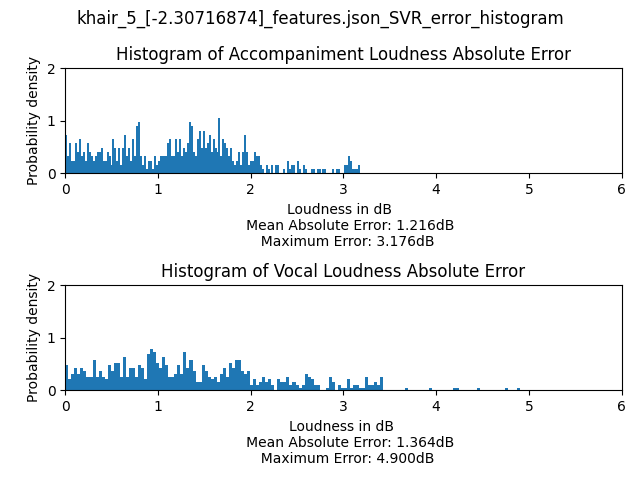 khair_5_[-2.30716874]_features.json_SVR_error_histogram
Histogram of Accompaniment Loudness Absolute Error
Probability density
2
1
0
0 1 2 3 4 5 6
Loudness in dB
Mean Absolute Error: 1.216dB
Maximum Error: 3.176dB
Histogram of Vocal Loudness Absolute Error
Probability density
2
1
0
0 1 2 3 4 5 6
Loudness in dB
Mean Absolute Error: 1.364dB
Maximum Error: 4.900dB